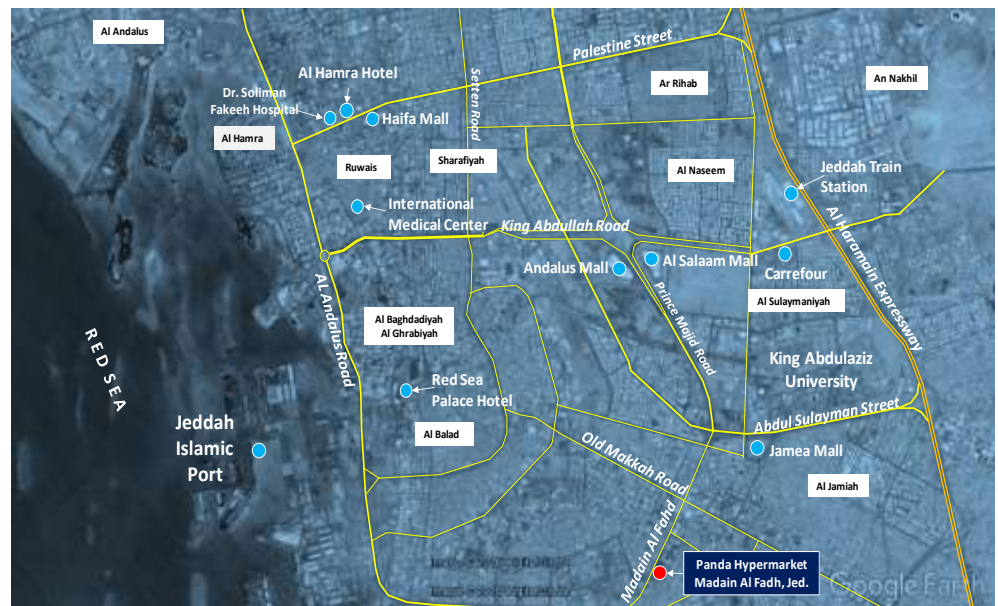 Al Andalus
Palestine Street
Al Hamra Hotel
Setten Road
Ar Rihab
An Nakhil
Dr. Soliman
Fakeeh Hospital
Haifa Mall
Al Hamra
Ruwais
Sharafiyah
Al Naseem
Jeddah Train
Station
International
Medical Center
King Abdullah Road
Al Haramain Expressway
Andalus Mall
Al Salaam Mall
Carrefour
AL Andalus Road
Prince Majid Road
Al Sulaymaniyah
Al Baghdadiyah
Al Ghrabiyah
RED SEA
King Abdulaziz
University
Red Sea
Palace Hotel
Abdul Sulayman Street
Jeddah
Islamic
Port
Al Balad
Old Makkah Road
Jamea Mall
Al Jamiah
Madain Al Fahd
Panda Hypermarket
Madain Al Fadh, Jed.
Google Earth